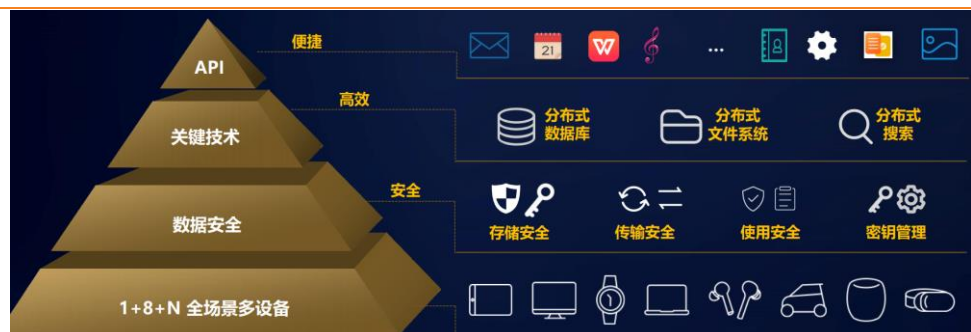 API
便捷
21
W
...
关键技术
高效
分布式
数据库
分布式
文件系统
分布式
搜索
数据安全
安全
存储安全
传输安全
使用安全
密钥管理
1+8+N 全场景多设备